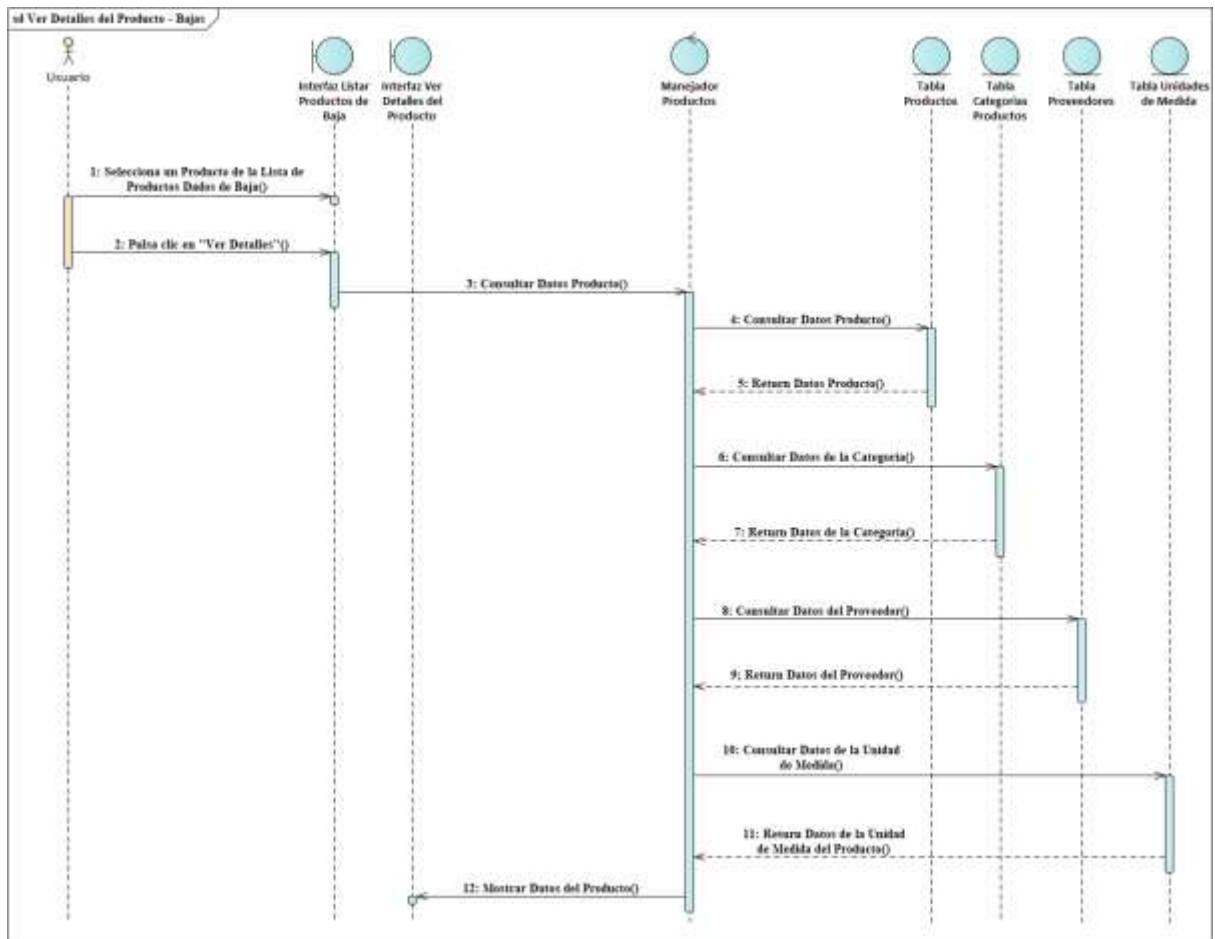 sd Ver Detalles del Producto - Bajas
Usuario
Interfaz Listar
Productos de
Baja
Interfaz Ver
Detalles del
Producto
Manejador
Productos
Tabla
Productos
Tabla
Categorias
Productos
Tabla
Proveedores
Tabla Unidades
de Medida
1: Selecciona un Producto de la Lista de
Productos Dados de Baja()
2: Pulsa clic en "Ver Detalles"()
3: Consultar Datos Producto()
4: Consultar Datos Producto()
5: Return Datos Producto()
6: Consultar Datos de la Categoria()
7: Return Datos de la Categoria()
8: Consultar Datos del Proveedor()
9: Return Datos del Proveedor()
10: Consultar Datos de la Unidad
de Medida()
11: Return Datos de la Unidad
de Medida del Producto()
12: Mostrar Datos del Producto()